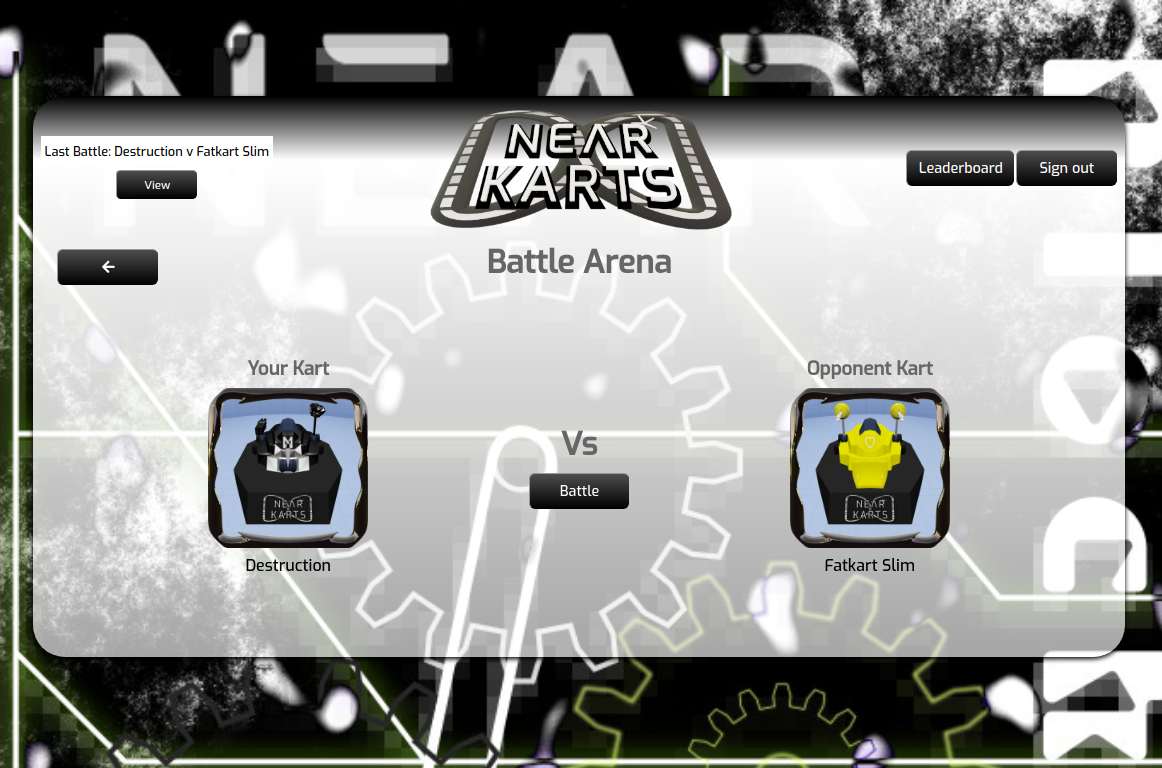 NEAR
Last Battle: Destruction v Fatkart Slim
View
NEAR
KARTS
Leaderboard
Sign out
Battle Arena
Your Kart
Opponent Kart
M
NEAR
KARTS
Vs
Battle
NEAR
KARTS
Destruction
Fatkart Slim